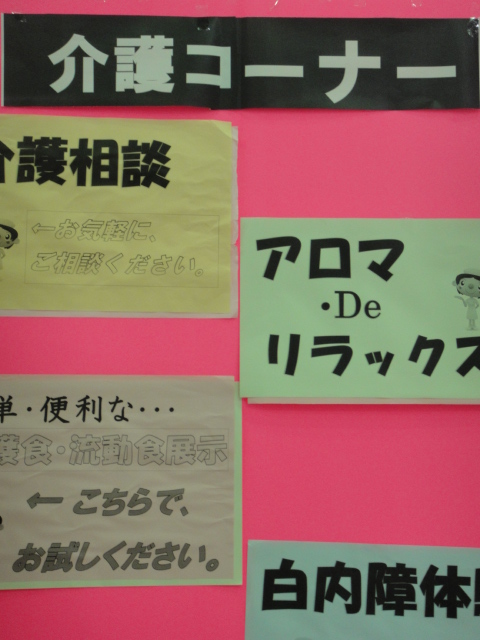 介護コーナー
介護相談
←お気軽に、
ご相談ください。
アロマ
・De
リラックス
単・便利な・・・
護食・流動食展示
← こちらで、
お試しください。
白内障体